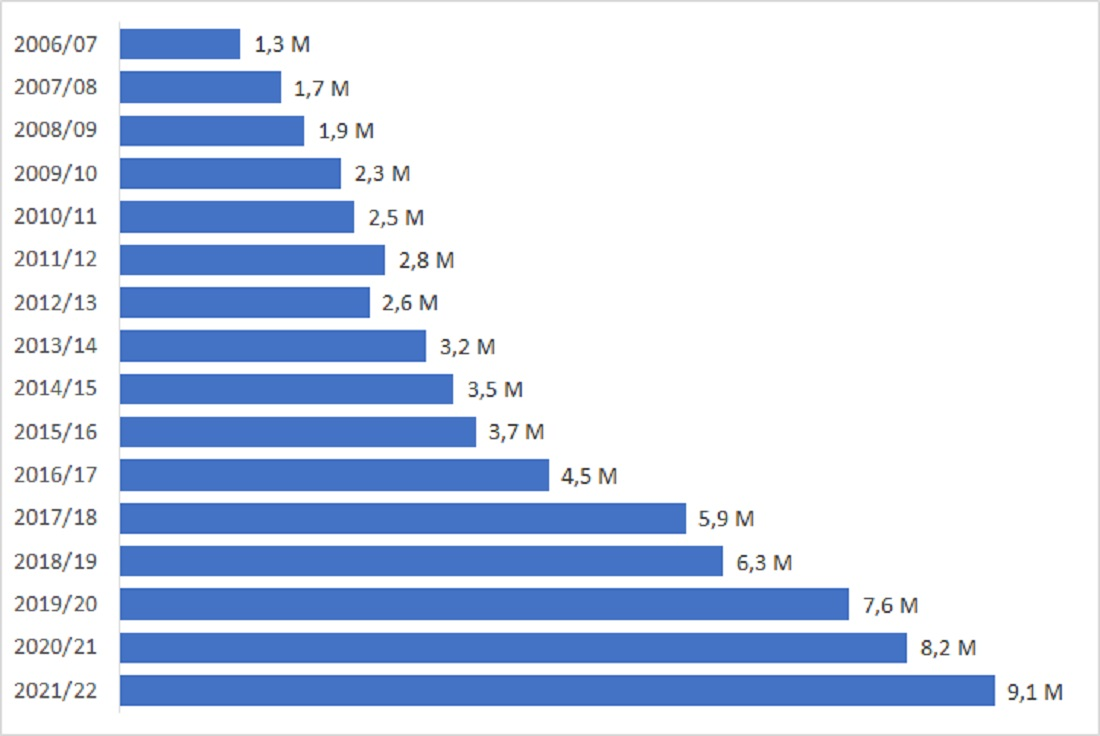 2006/07 1,3 M
2007/08 1,7 M
2008/09 1,9 M
2009/10 2,3 M
2010/11 2,5 M
2011/12 2,8 M
2012/13 2,6 M
2013/14 3,2 M
2014/15 3,5 M
2015/16 3,7 M
2016/17 4,5 M
2017/18 5,9 M
2018/19 6,3 M
2019/20 7,6 M
2020/21 8,2 M
2021/22 9,1 M